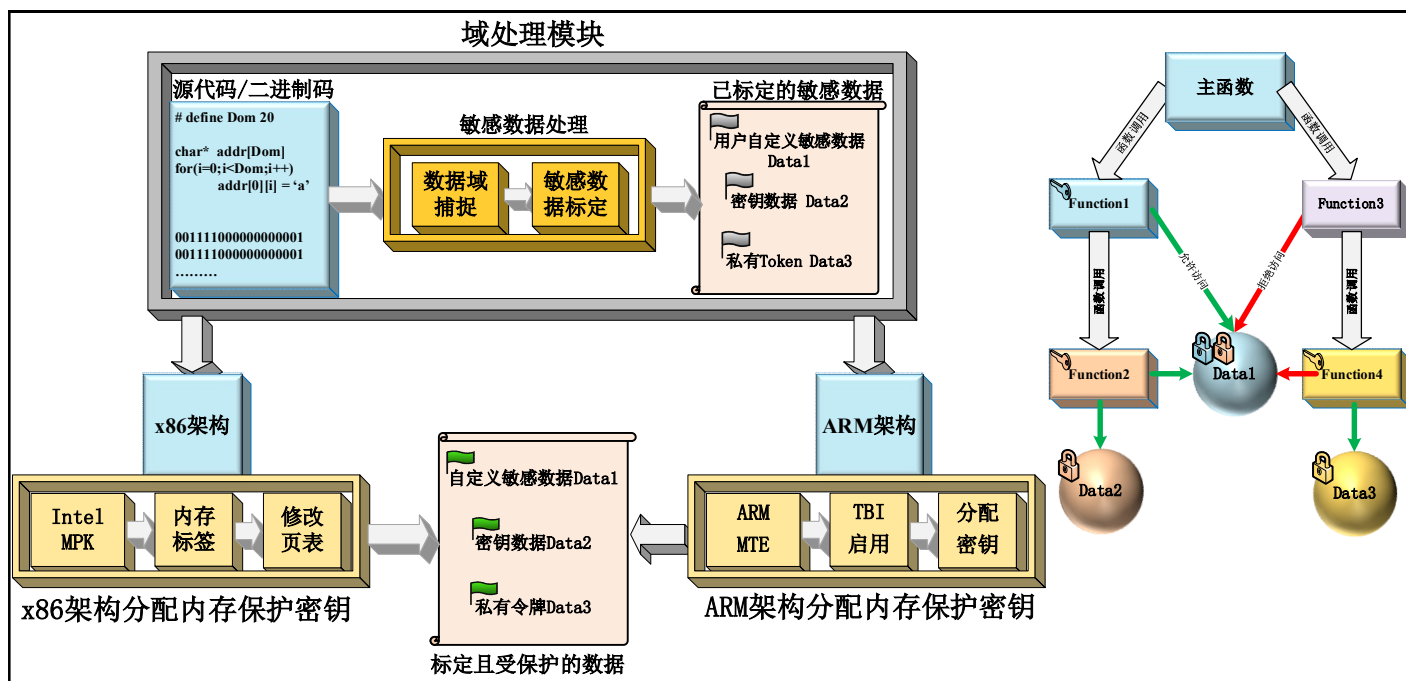 域处理模块
源代码/二进制码
# define Dom 20
char* addr[Dom]
for(i=0;i<Dom;i++)
addr[0][i] = ‘a’
001111000000000001
001111000000000001
………
敏感数据处理
数据域
捕捉
敏感数
据标定
已标定的敏感数据
用户自定义敏感数据
Data1
密钥数据 Data2
私有Token Data3
x86架构
ARM架构
Intel
MPK
内存
标签
修改
页表
x86架构分配内存保护密钥
自定义敏感数据Data1
密钥数据Data2
私有令牌Data3
标定且受保护的数据
ARM
MTE
TBI
启用
分配
密钥
ARM架构分配内存保护密钥
主函数
函数调用
函数调用
Function1
Function3
函数调用
允许访问
拒绝访问
函数调用
Function2
Data1
Function4
Data2
Data3